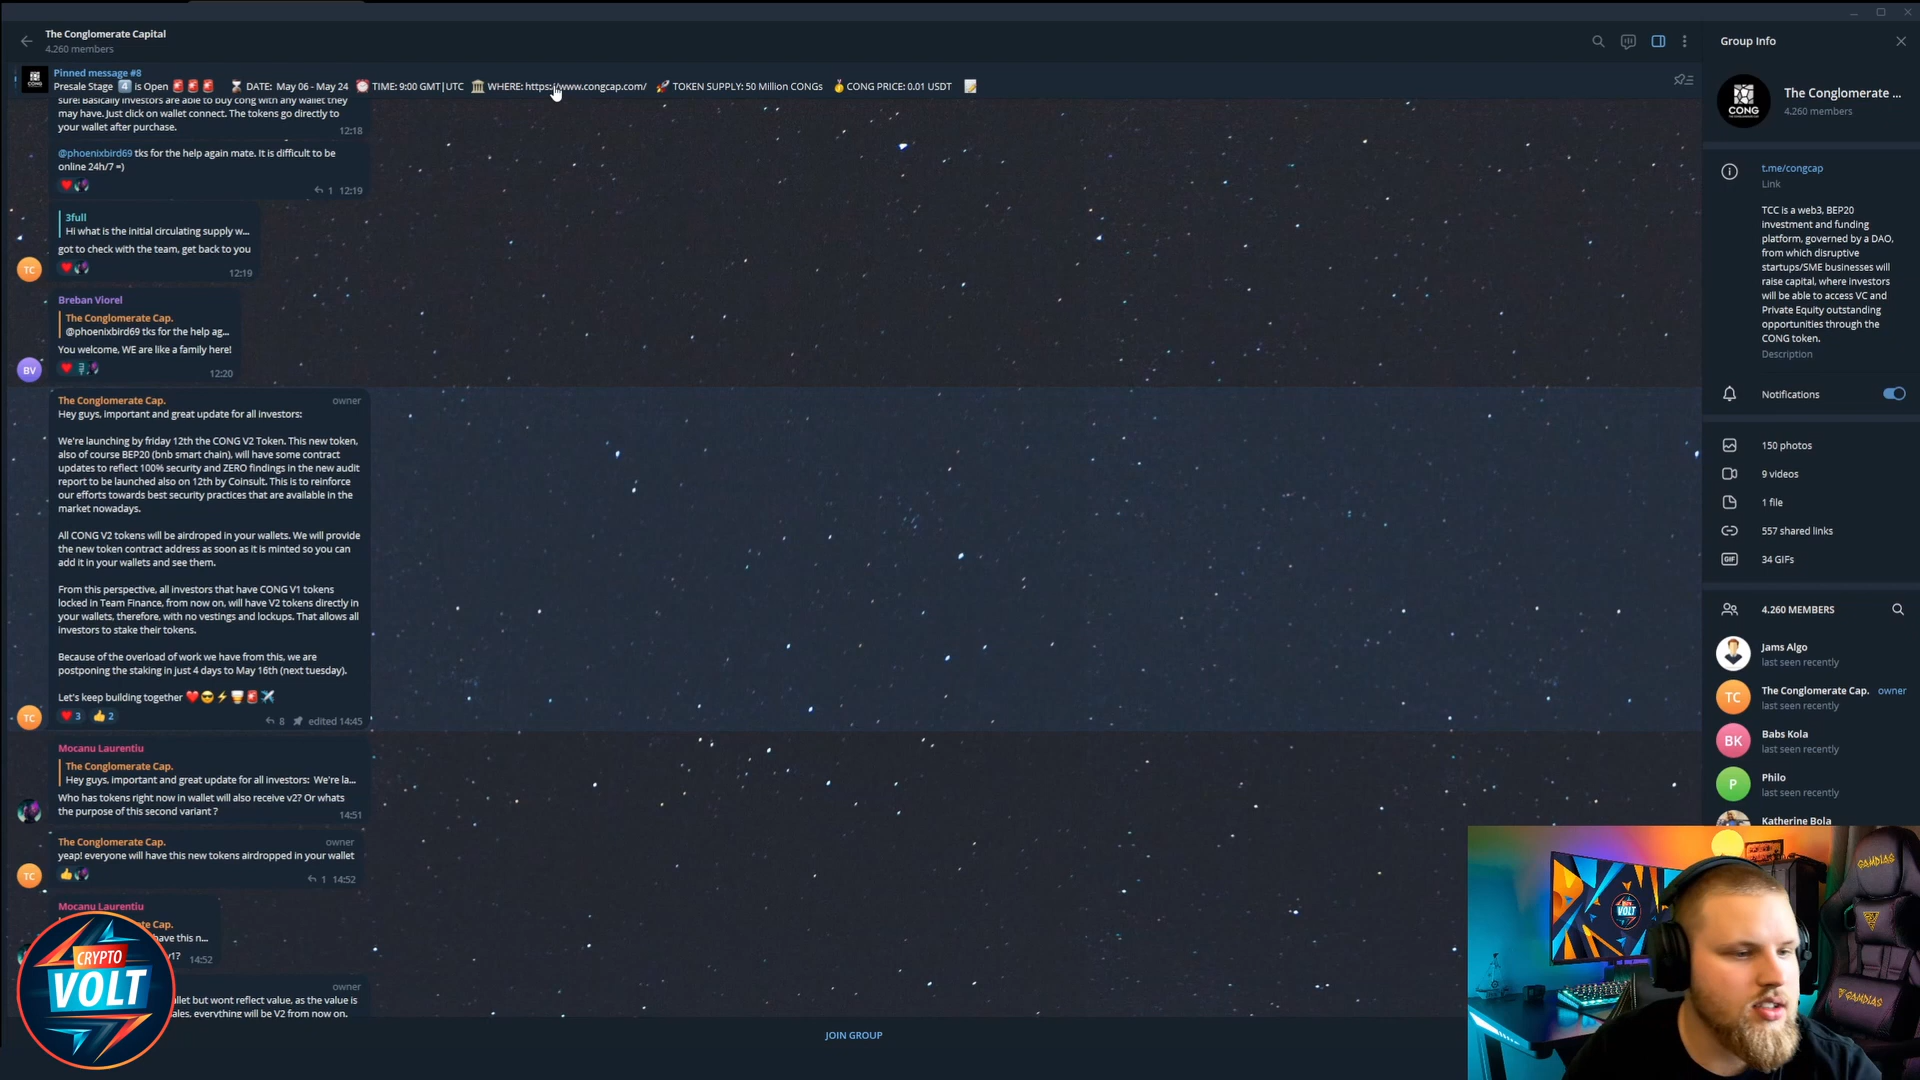 The Conglomerate Capital
4.260 members
Pinned message #8
Presale Stage 4 is Open 🚨🚨🚨 ⏳ DATE: May 06 - May 24 ⏰ TIME: 9:00 GMT|UTC 🏛 WHERE: https://www.congcap.com/ 🚀 TOKEN SUPPLY: 50 Million CONGs 💰 CONG PRICE: 0.01 USDT 📝
sure! Basically investors are able to buy cong with any wallet they
may have. Just click on wallet connect. The tokens go directly to
your wallet after purchase.
12:18
@phoenixbird69 tks for the help again mate. It is difficult to be
online 24h/7 =)
1 12:19
3full
Hi what is the initial circulating supply w...
got to check with the team, get back to you
12:19
TC
Breban Viorel
The Conglomerate Cap.
@phoenixbird69 tks for the help ag...
You welcome, WE are like a family here!
12:20
BV
The Conglomerate Cap. owner
Hey guys, important and great update for all investors:
We're launching by friday 12th the CONG V2 Token. This new token,
also of course BEP20 (bnb smart chain), will have some contract
updates to reflect 100% security and ZERO findings in the new audit
report to be launched also on 12th by Coinsult. This is to reinforce
our efforts towards best security practices that are available in the
market nowadays.
All CONG V2 tokens will be airdroped in your wallets. We will provide
the new token contract address as soon as it is minted so you can
add it in your wallets and see them.
From this perspective, all investors that have CONG V1 tokens
locked in Team Finance, from now on, will have V2 tokens directly in
your wallets, therefore, with no vestings and lockups. That allows all
investors to stake their tokens.
Because of the overload of work we have from this, we are
postponing the staking in just 4 days to May 16th (next tuesday).
Let's keep building together
3 2 8 edited 14:45
TC
Mocanu Laurentiu
The Conglomerate Cap.
Hey guys, important and great update for all investors: We're la...
Who has tokens right now in wallet will also receive v2? Or whats
the purpose of this second variant ?
14:51
The Conglomerate Cap. owner
yeap! everyone will have this new tokens airdropped in your wallet
1 14:52
TC
Mocanu Laurentiu
ate Cap.
have this n...
14:52
owner
allet but wont reflect value, as the value is
ales, everything will be V2 from now on.
CRYPTO
VOLT
JOIN GROUP
Group Info
CONG
The Conglomerate ...
4.260 members
t.me/congcap
Link
TCC is a web3, BEP20
investment and funding
platform, governed by a DAO,
from which disruptive
startups/SME businesses will
raise capital, where investors
will be able to access VC and
Private Equity outstanding
opportunities through the
CONG token.
Description
Notifications
150 photos
9 videos
1 file
557 shared links
GIF 34 GIFs
4.260 MEMBERS
Jams Algo
last seen recently
TC The Conglomerate Cap. owner
last seen recently
BK Babs Kola
last seen recently
P Philo
last seen recently
Katherine Bola
VOLT
GAMDIAS
GAMDIAS